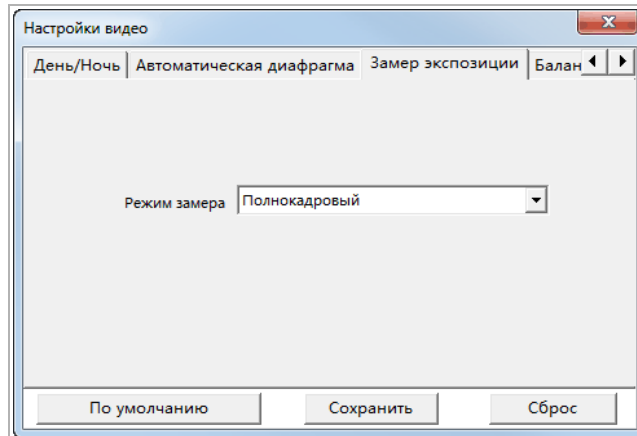 Настройки видео
День/Ночь Автоматическая диафрагма Замер экспозиции Балан
Режим замера Полнокадровый
По умолчанию Сохранить Сброс